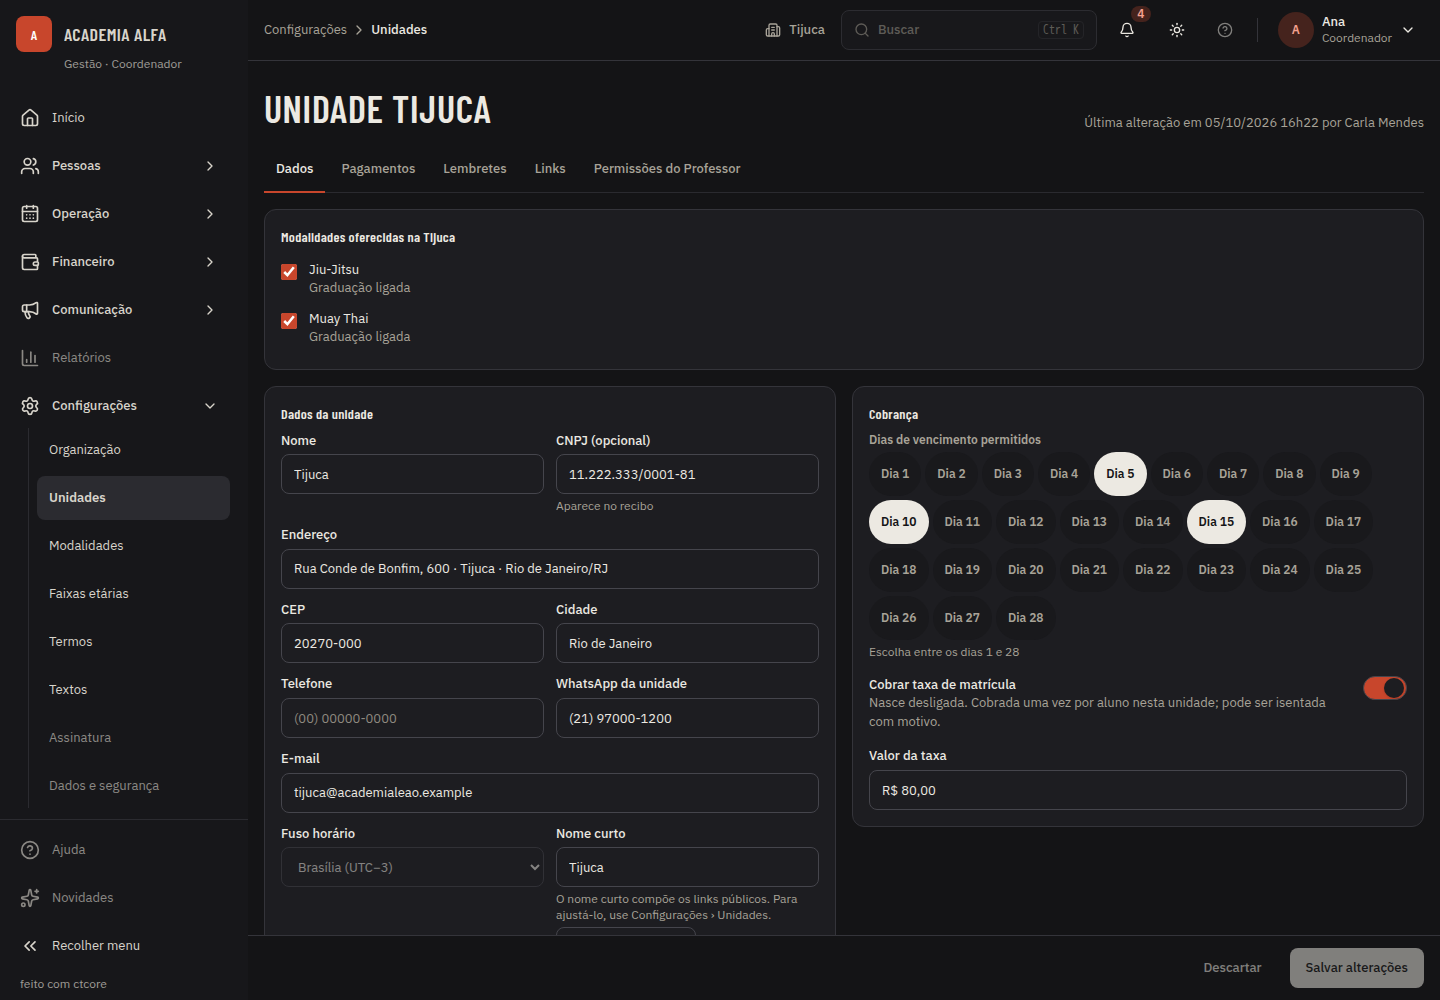 A
ACADEMIA ALFA
Gestão · Coordenador
Início
Pessoas
Operação
Financeiro
Comunicação
Relatórios
Configurações
Organização
Unidades
Modalidades
Faixas etárias
Termos
Textos
Assinatura
Dados e segurança
Ajuda
Novidades
Recolher menu
feito com ctcore
Configurações > Unidades
Tijuca
Buscar
Ctrl K
4
A
Ana
Coordenador
UNIDADE TIJUCA
Última alteração em 05/10/2026 16h22 por Carla Mendes
Dados Pagamentos Lembretes Links Permissões do Professor
Modalidades oferecidas na Tijuca
Jiu-Jitsu
Graduação ligada
Muay Thai
Graduação ligada
Dados da unidade
Nome
Tijuca
CNPJ (opcional)
11.222.333/0001-81
Aparece no recibo
Endereço
Rua Conde de Bonfim, 600 · Tijuca · Rio de Janeiro/RJ
CEP
20270-000
Cidade
Rio de Janeiro
Telefone
(00) 00000-0000
WhatsApp da unidade
(21) 97000-1200
E-mail
tijuca@academialeao.example
Fuso horário
Brasília (UTC−3)
Nome curto
Tijuca
O nome curto compõe os links públicos. Para
ajustá-lo, use Configurações › Unidades.
Cobrança
Dias de vencimento permitidos
Dia 1 Dia 2 Dia 3 Dia 4 Dia 5 Dia 6 Dia 7 Dia 8 Dia 9
Dia 10 Dia 11 Dia 12 Dia 13 Dia 14 Dia 15 Dia 16 Dia 17
Dia 18 Dia 19 Dia 20 Dia 21 Dia 22 Dia 23 Dia 24 Dia 25
Dia 26 Dia 27 Dia 28
Escolha entre os dias 1 e 28
Cobrar taxa de matrícula
Nasce desligada. Cobrada uma vez por aluno nesta unidade; pode ser isentada
com motivo.
Valor da taxa
R$ 80,00
Descartar
Salvar alterações